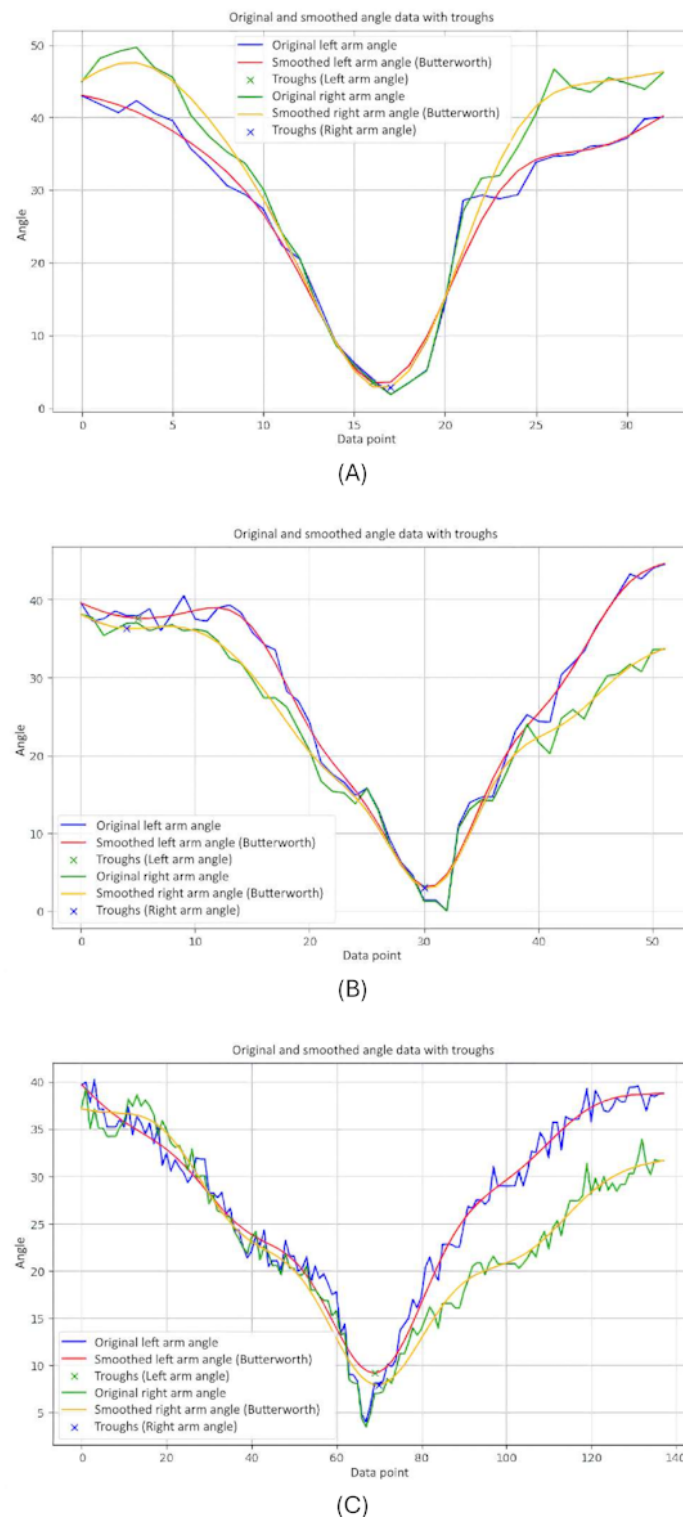 Original and smoothed angle data with troughs
50
40
30
20
10
0
Angle
Original left arm angle
Smoothed left arm angle (Butterworth)
Troughs (Left arm angle)
Original right arm angle
Smoothed right arm angle (Butterworth)
Troughs (Right arm angle)
0 5 10 15 20 25 30
Data point
(A)
Original and smoothed angle data with troughs
40
30
20
10
0
Angle
Original left arm angle
Smoothed left arm angle (Butterworth)
Troughs (Left arm angle)
Original right arm angle
Smoothed right arm angle (Butterworth)
Troughs (Right arm angle)
0 10 20 30 40 50
Data point
(B)
Original and smoothed angle data with troughs
40
35
30
25
20
15
10
5
Angle
Original left arm angle
Smoothed left arm angle (Butterworth)
Troughs (Left arm angle)
Original right arm angle
Smoothed right arm angle (Butterworth)
Troughs (Right arm angle)
0 20 40 60 80 100 120 140
Data point
(C)